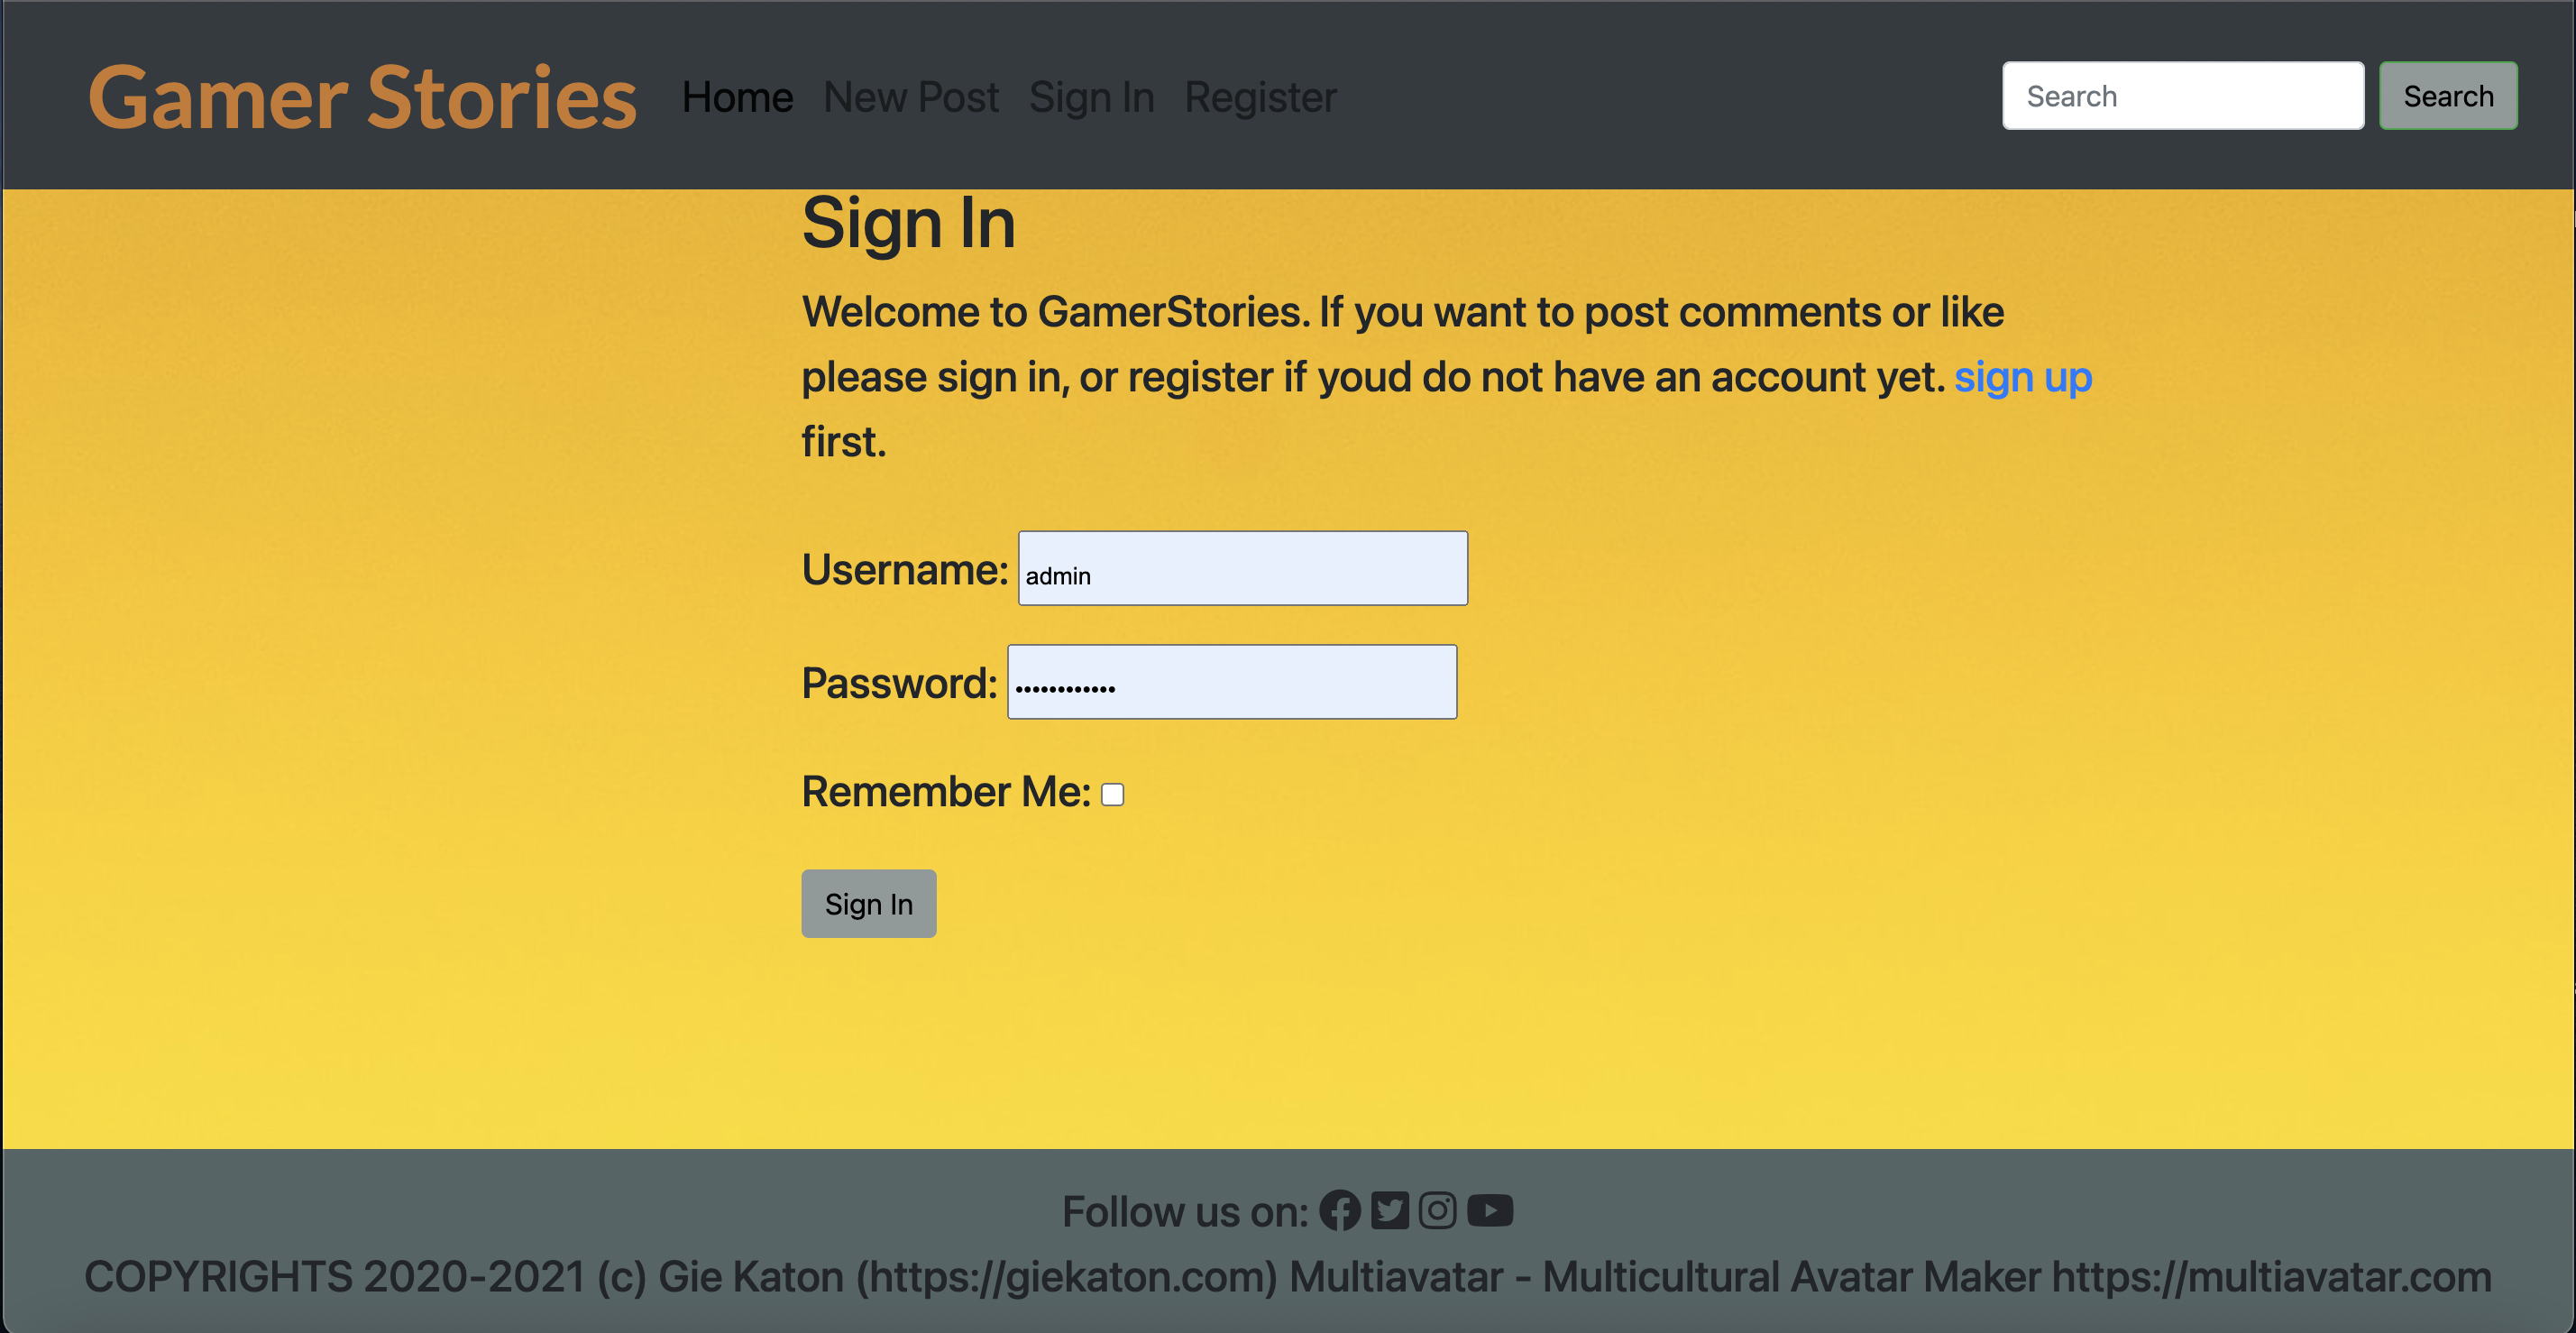 Gamer Stories Home New Post Sign In Register Search Search
Sign In
Welcome to GamerStories. If you want to post comments or like
please sign in, or register if youd do not have an account yet. sign up
first.
Username: admin
Password: ••••••••••••
Remember Me:
Sign In
Follow us on:
COPYRIGHTS 2020-2021 (c) Gie Katon (https://giekaton.com) Multiavatar - Multicultural Avatar Maker https://multiavatar.com